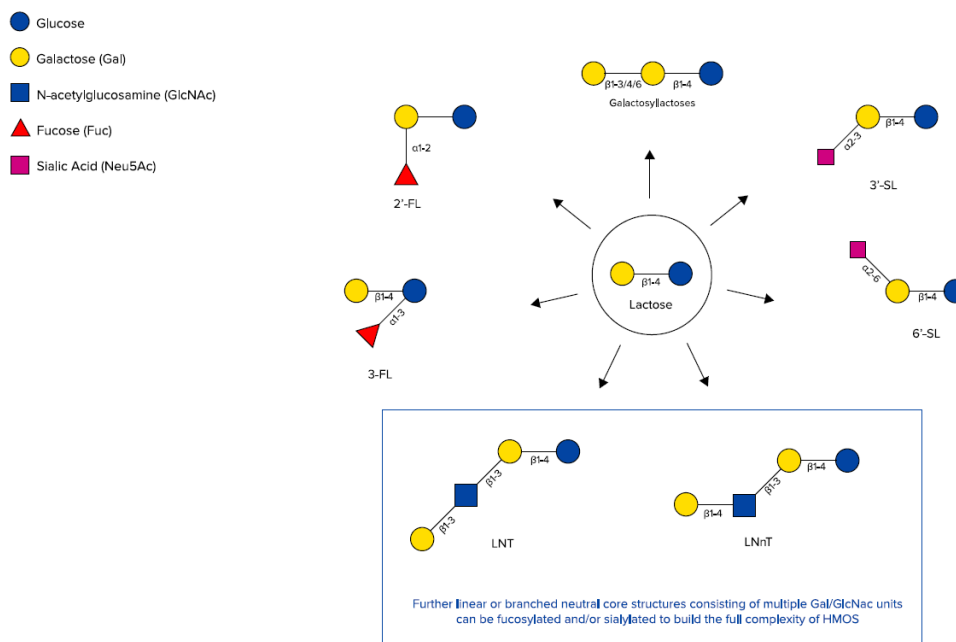 Glucose
Galactose (Gal)
N-acetylglucosamine (GlcNAc)
Fucose (Fuc)
Sialic Acid (Neu5Ac)
β1-3/4/6
β1-4
Galactosyllactoses
α1-2
2'-FL
β1-4
α2-3
3'-SL
β1-4
Lactose
β1-4
α1-3
3-FL
α2-6
β1-4
6'-SL
β1-4
β1-3
β1-3
LNT
β1-4
β1-3
β1-4
LNnT
Further linear or branched neutral core structures consisting of multiple Gal/GlcNac units
can be fucosylated and/or sialylated to build the full complexity of HMOS